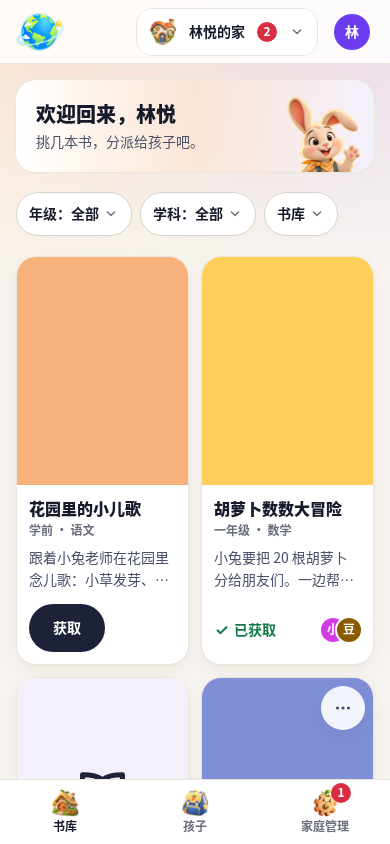 林悦的家 2
林
欢迎回来，林悦
挑几本书，分派给孩子吧。
年级：全部
学科：全部
书库
花园里的小儿歌
学前 · 语文
跟着小兔老师在花园里
念儿歌：小草发芽、…
获取
胡萝卜数数大冒险
一年级 · 数学
小兔要把 20 根胡萝卜
分给朋友们。一边帮…
已获取
小 豆
书库
孩子
1
家庭管理